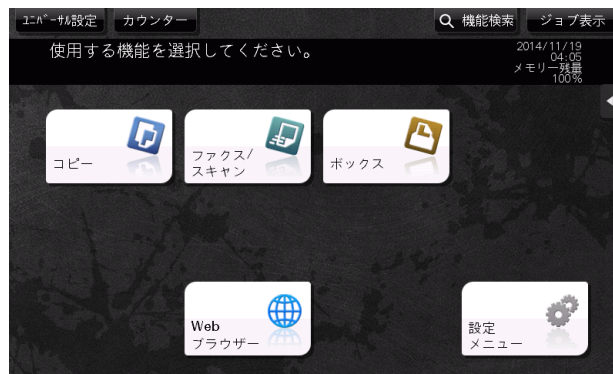 ﾕﾆﾊﾞｰｻﾙ設定 カウンター 機能検索 ジョブ表示
使用する機能を選択してください。
2014/11/19
04:05
メモリー残量
100%
コピー
ファクス/
スキャン
ボックス
Web
ブラウザー
設定
メニュー